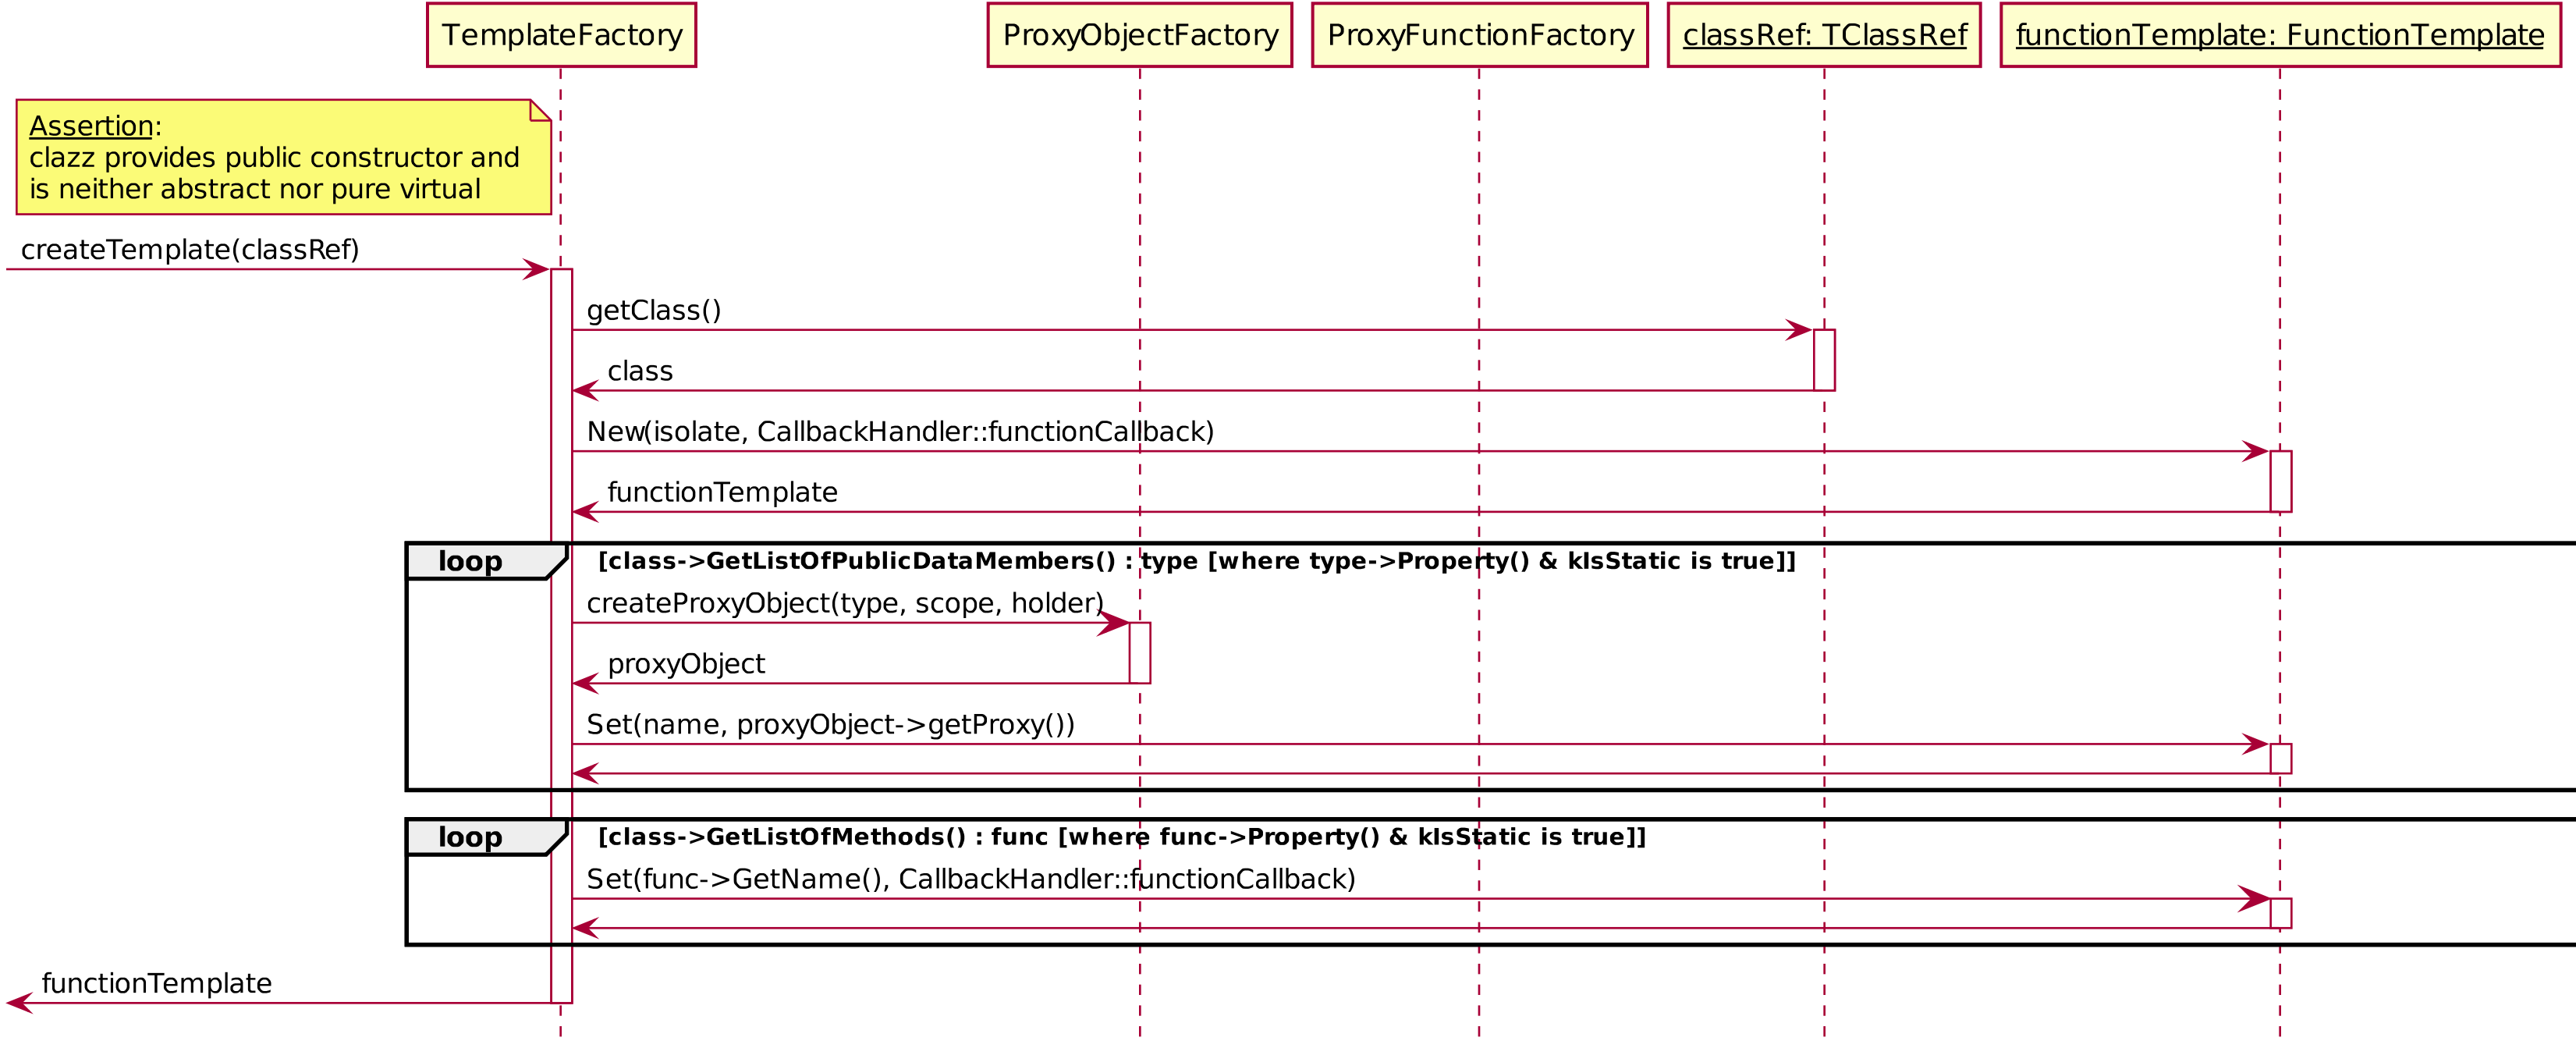 TemplateFactory
ProxyObjectFactory
ProxyFunctionFactory
classRef: TClassRef
functionTemplate: FunctionTemplate
Assertion:
clazz provides public constructor and
is neither abstract nor pure virtual
createTemplate(classRef)
getClass()
class
New(isolate, CallbackHandler::functionCallback)
functionTemplate
loop
[class->GetListOfPublicDataMembers() : type [where type->Property() & kIsStatic is true]]
createProxyObject(type, scope, holder)
proxyObject
Set(name, proxyObject->getProxy())
loop
[class->GetListOfMethods() : func [where func->Property() & kIsStatic is true]]
Set(func->GetName(), CallbackHandler::functionCallback)
functionTemplate